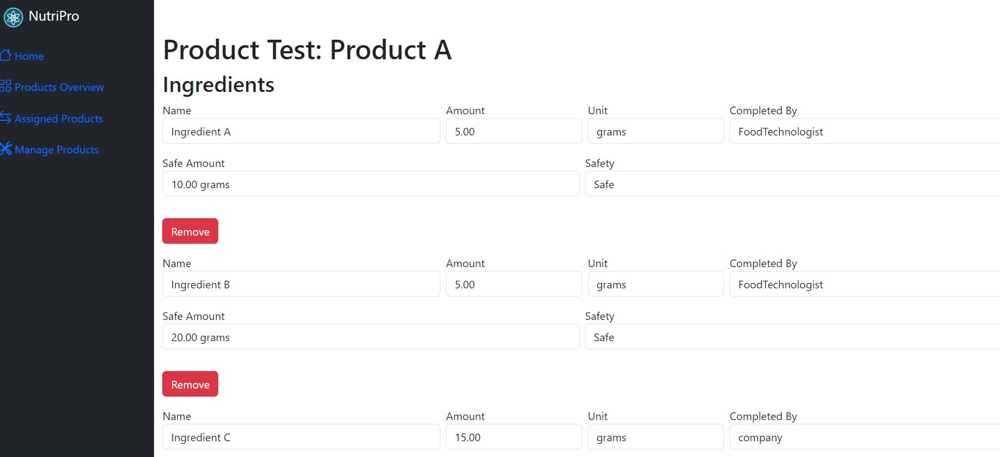 NutriPro
Home
Products Overview
Assigned Products
Manage Products
Product Test: Product A
Ingredients
Name Amount Unit Completed By
Ingredient A 5.00 grams FoodTechnologist
Safe Amount Safety
10.00 grams Safe
Remove
Name Amount Unit Completed By
Ingredient B 5.00 grams FoodTechnologist
Safe Amount Safety
20.00 grams Safe
Remove
Name Amount Unit Completed By
Ingredient C 15.00 grams company